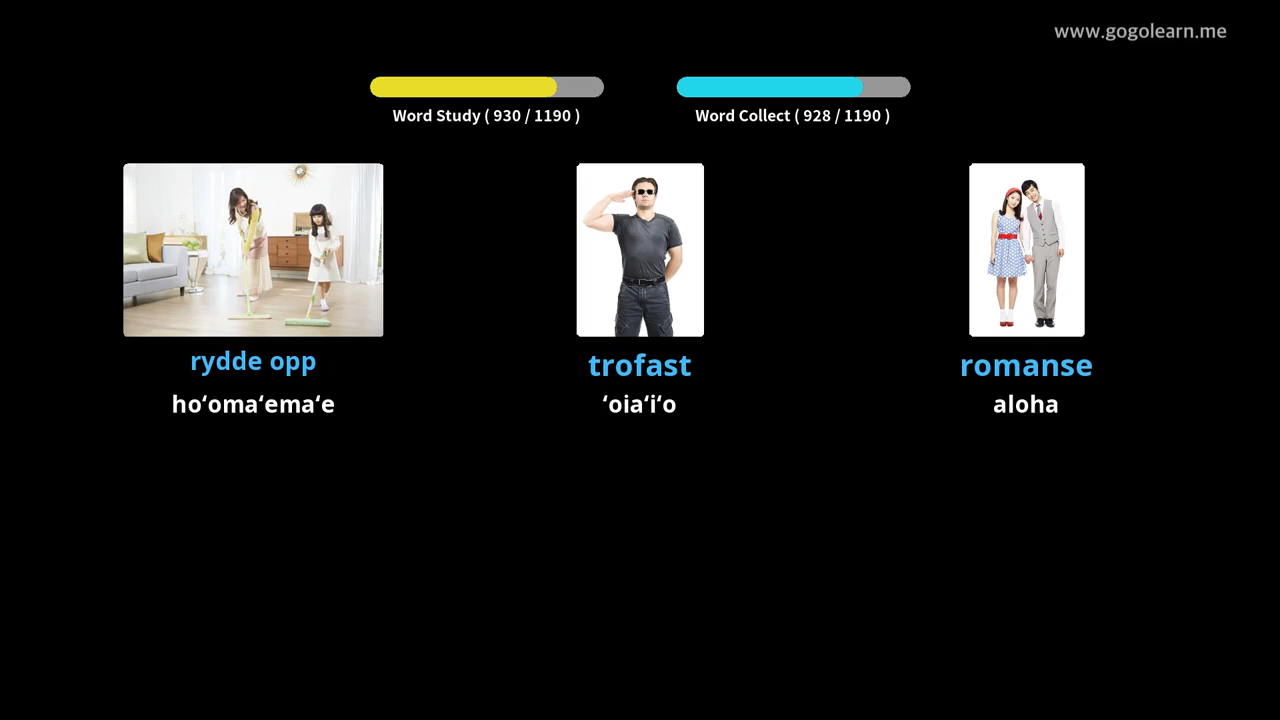 www.gogolearn.me
Word Study ( 930 / 1190 )
Word Collect ( 928 / 1190 )
rydde opp
trofast
romanse
hoʻomaʻemaʻe
ʻoiaʻiʻo
aloha